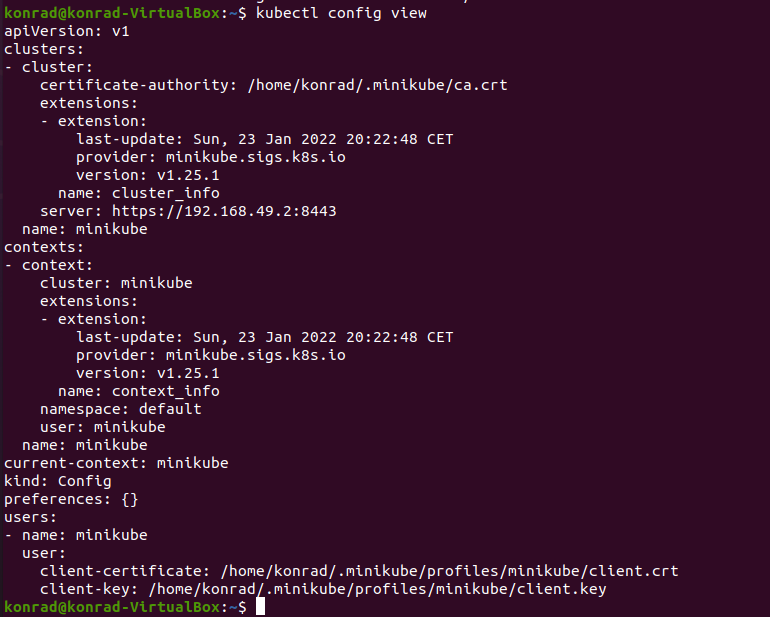 konrad@konrad-VirtualBox:~$ kubectl config view
apiVersion: v1
clusters:
- cluster:
    certificate-authority: /home/konrad/.minikube/ca.crt
    extensions:
    - extension:
        last-update: Sun, 23 Jan 2022 20:22:48 CET
        provider: minikube.sigs.k8s.io
        version: v1.25.1
      name: cluster_info
    server: https://192.168.49.2:8443
  name: minikube
contexts:
- context:
    cluster: minikube
    extensions:
    - extension:
        last-update: Sun, 23 Jan 2022 20:22:48 CET
        provider: minikube.sigs.k8s.io
        version: v1.25.1
      name: context_info
    namespace: default
    user: minikube
  name: minikube
current-context: minikube
kind: Config
preferences: {}
users:
- name: minikube
  user:
    client-certificate: /home/konrad/.minikube/profiles/minikube/client.crt
    client-key: /home/konrad/.minikube/profiles/minikube/client.key
konrad@konrad-VirtualBox:~$